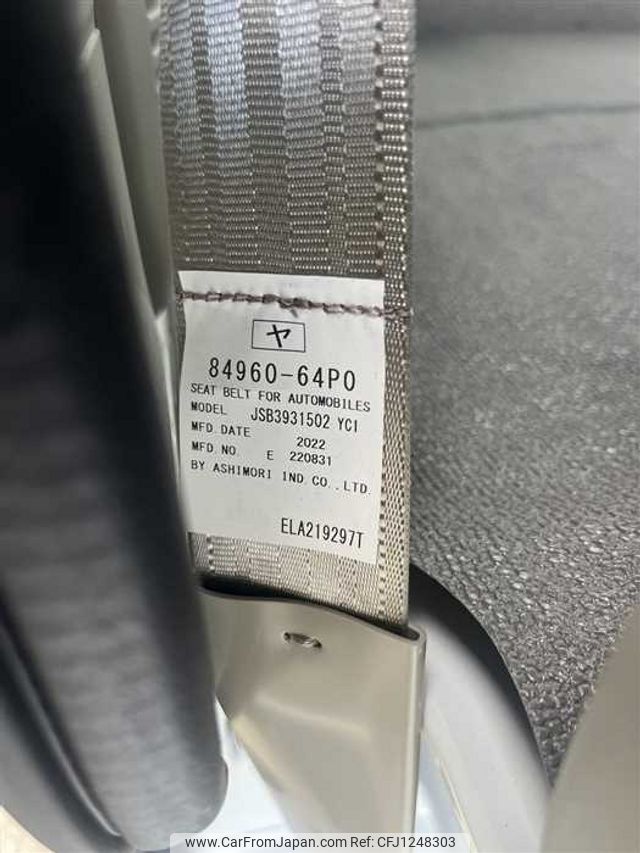 ヤ
84960-64P0
SEAT BELT FOR AUTOMOBILES
MODEL JSB3931502 YCI
MFD.DATE 2022
MFD.NO. E 220831
BY ASHIMORI IND.CO.,LTD.
ELA219297T
www.CarFromJapan.com Ref:CFJ1248303